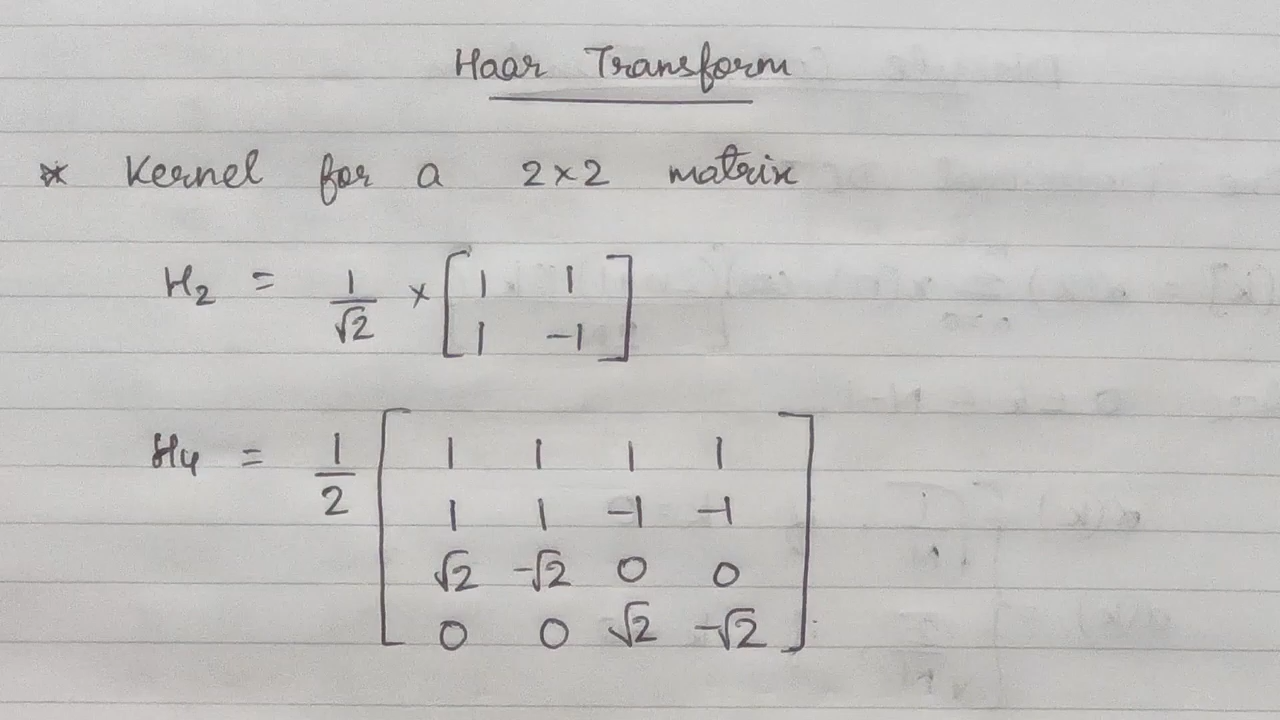 Haar Transform
* Kernel for a 2×2 matrix
H₂ = 1/√2 × [1 1
1 -1]
H₄ = 1/2 [1 1 1 1
1 1 -1 -1
√2 -√2 0 0
0 0 √2 -√2]